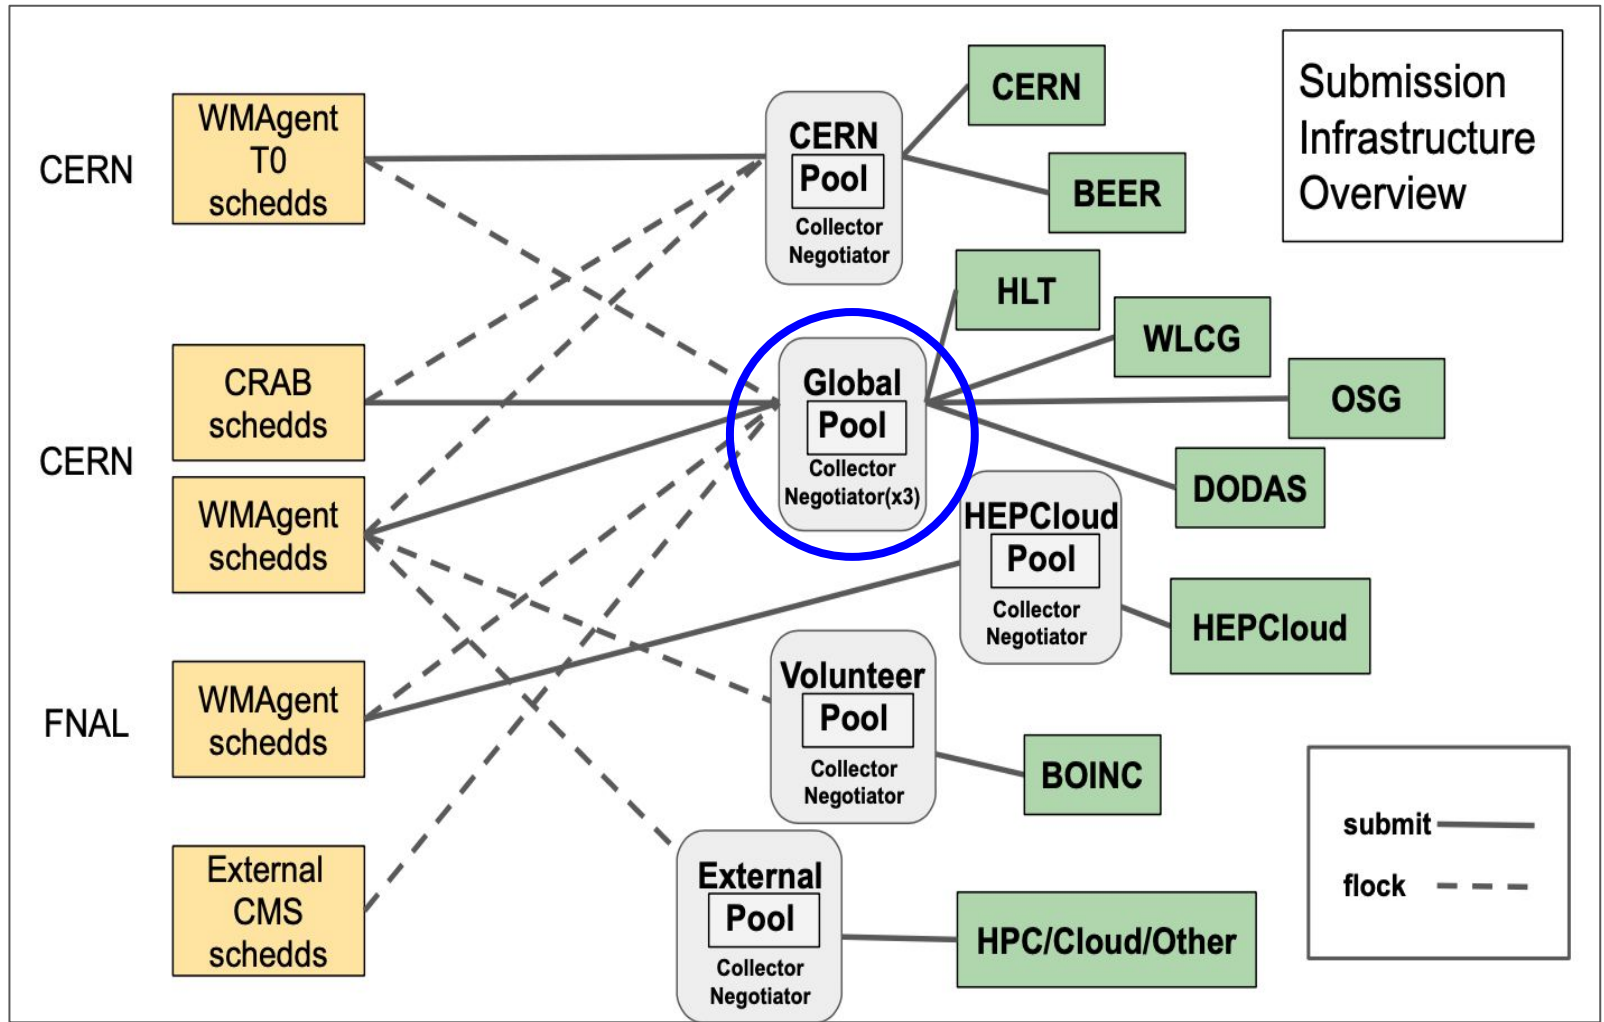 Submission
Infrastructure
Overview
CERN
WMAgent
T0
schedds
CERN
Pool
Collector
Negotiator
CERN
BEER
CERN
CRAB
schedds
WMAgent
schedds
Global
Pool
Collector
Negotiator(x3)
HLT
WLCG
OSG
DODAS
HEPCloud
Pool
Collector
Negotiator
HEPCloud
FNAL
WMAgent
schedds
Volunteer
Pool
Collector
Negotiator
BOINC
External
CMS
schedds
External
Pool
Collector
Negotiator
HPC/Cloud/Other
submit
flock